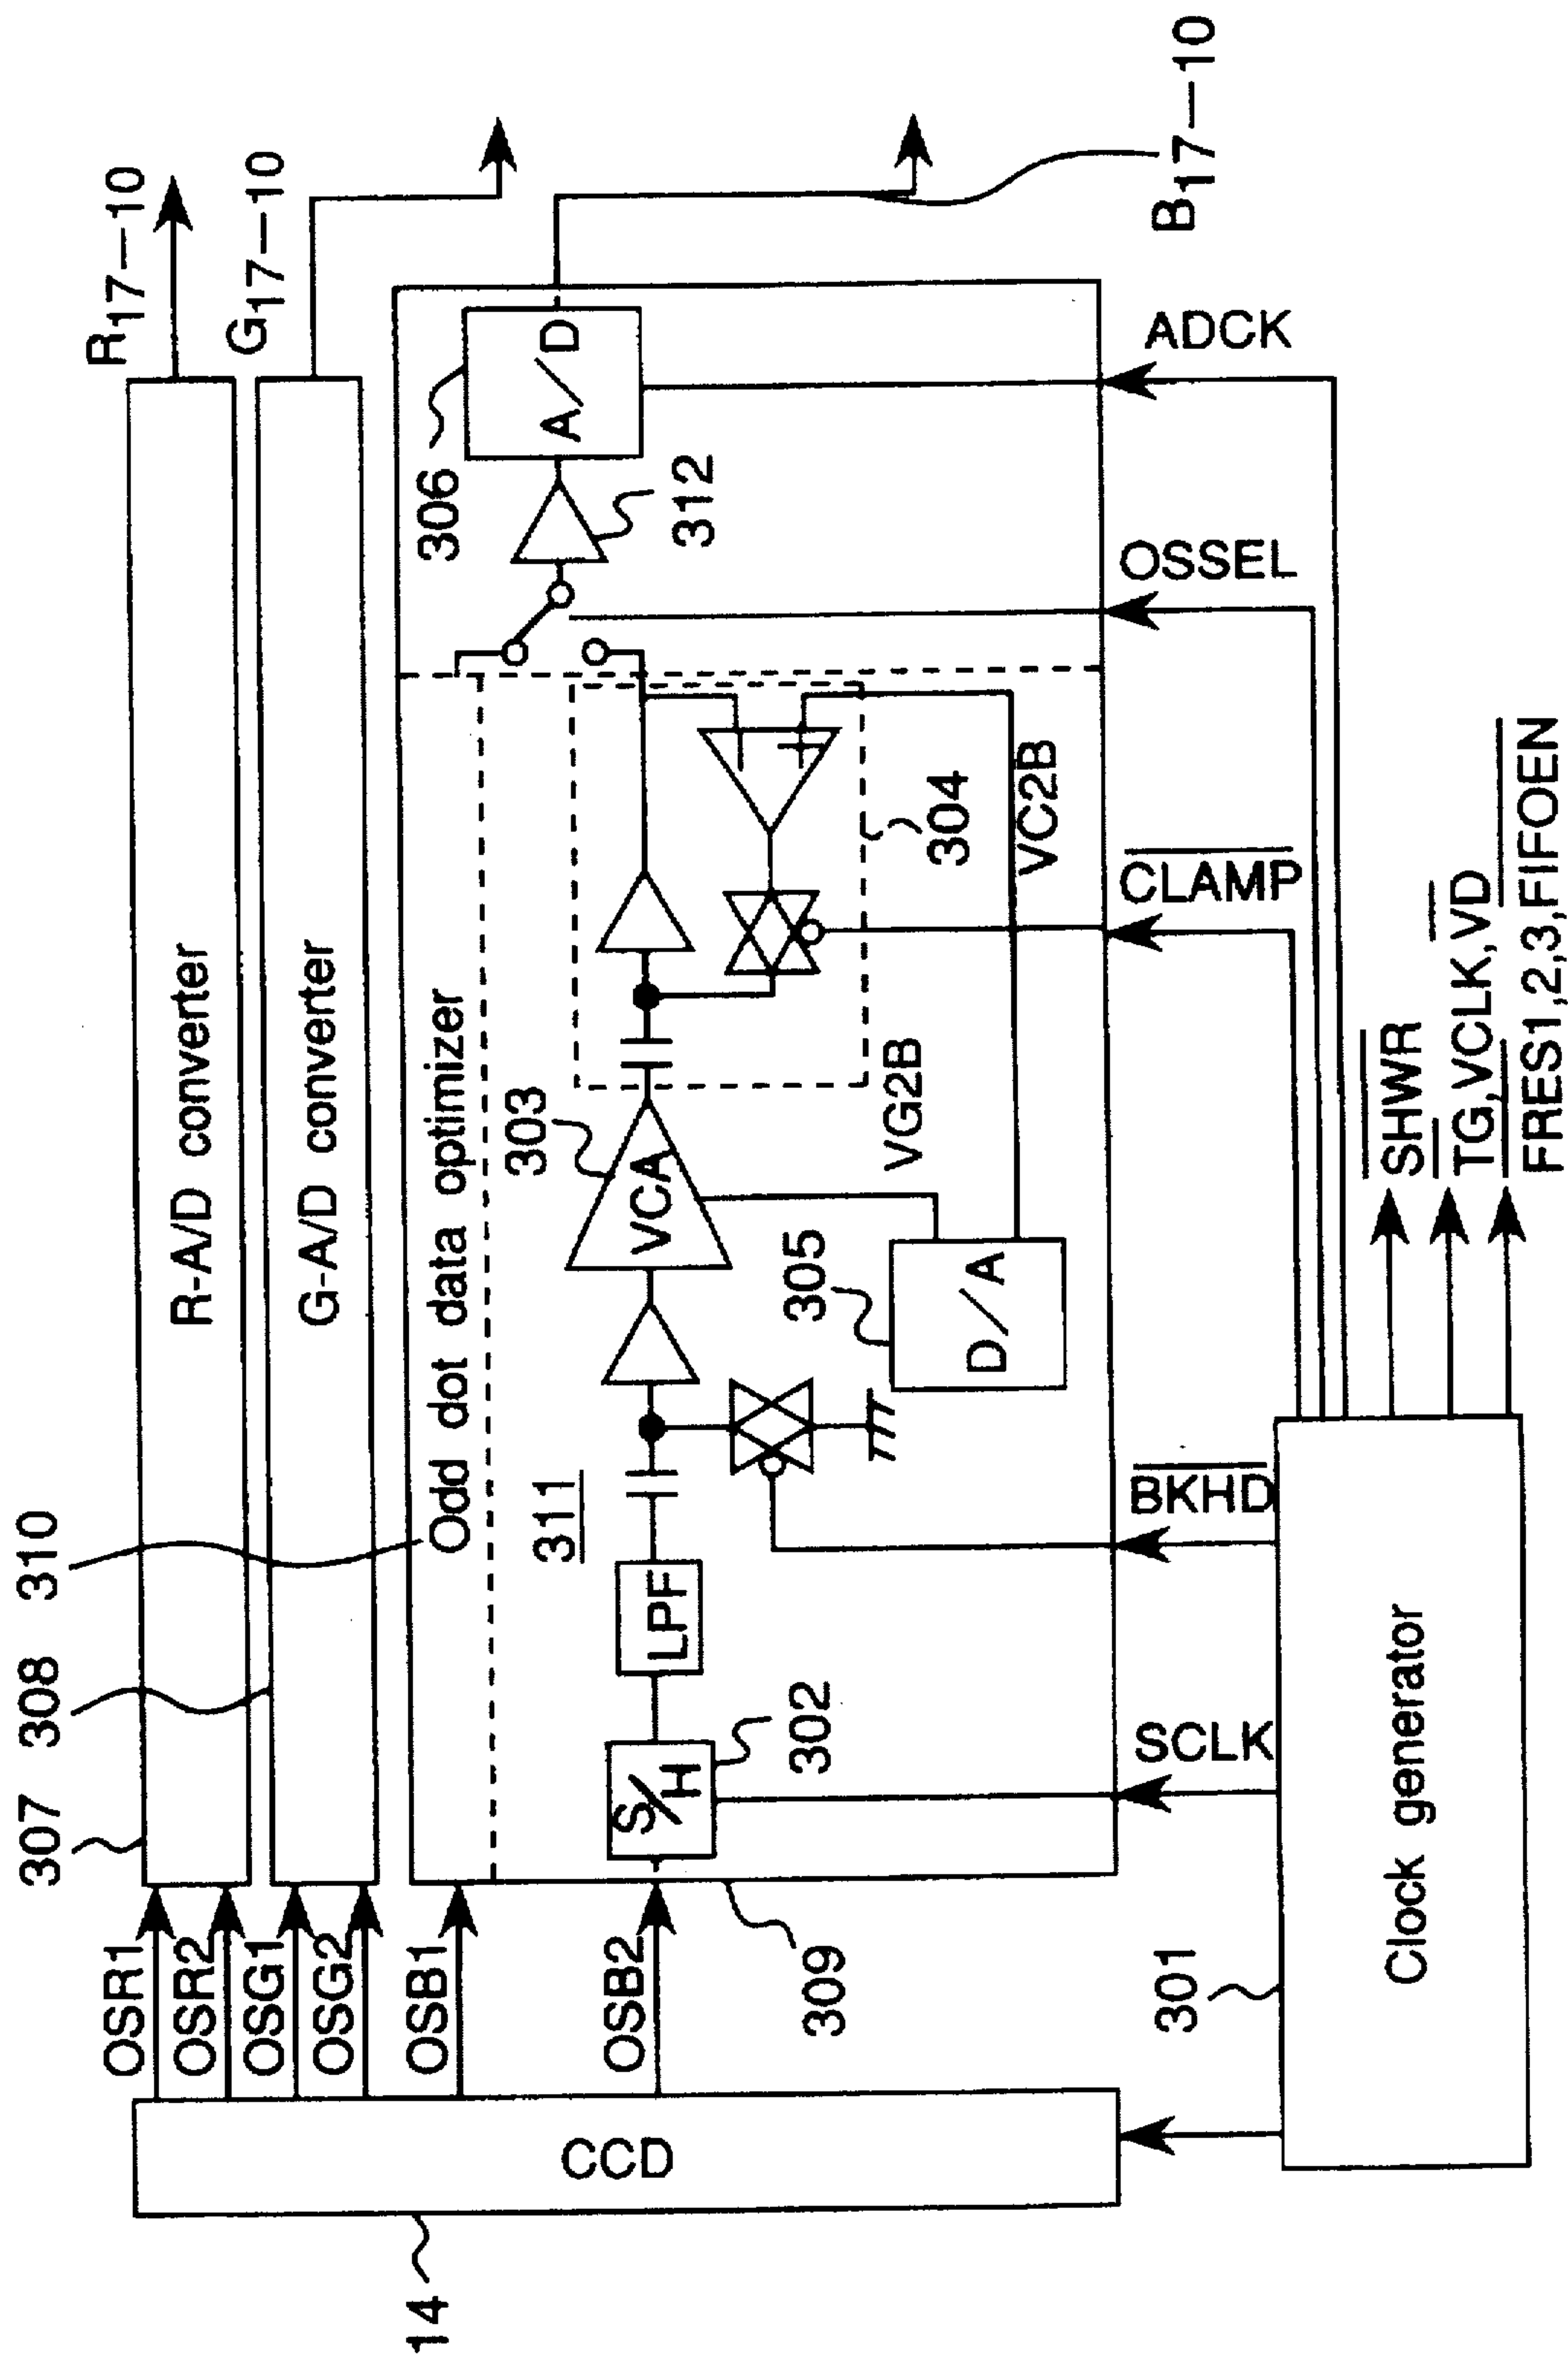 307
308
310
R-A/D converter
R17—10
G-A/D converter
G17—10
OSR1
OSR2
OSG1
OSG2
OSB1
OSB2
Odd dot data optimizer
311
303
306
S/H
LPF
VCA
A/D
302
312
304
305
D/A
VG2B
VC2B
B17—10
309
14
CCD
SCLK
BKHD
CLAMP
OSSEL
ADCK
301
Clock generator
SHWR
TG,VCLK,VD
FRES1,2,3,FIFOEN